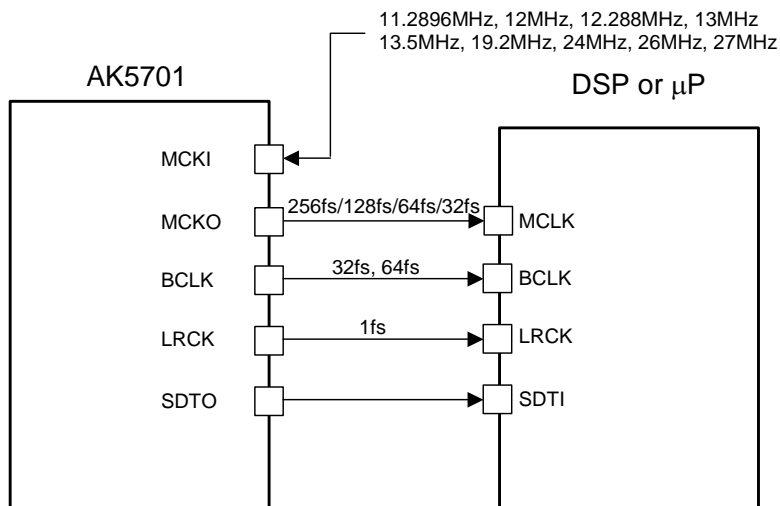 11.2896MHz, 12MHz, 12.288MHz, 13MHz
13.5MHz, 19.2MHz, 24MHz, 26MHz, 27MHz
AK5701
DSP or μP
MCKI
MCKO
256fs/128fs/64fs/32fs
MCLK
BCLK
32fs, 64fs
BCLK
LRCK
1fs
LRCK
SDTO
SDTI